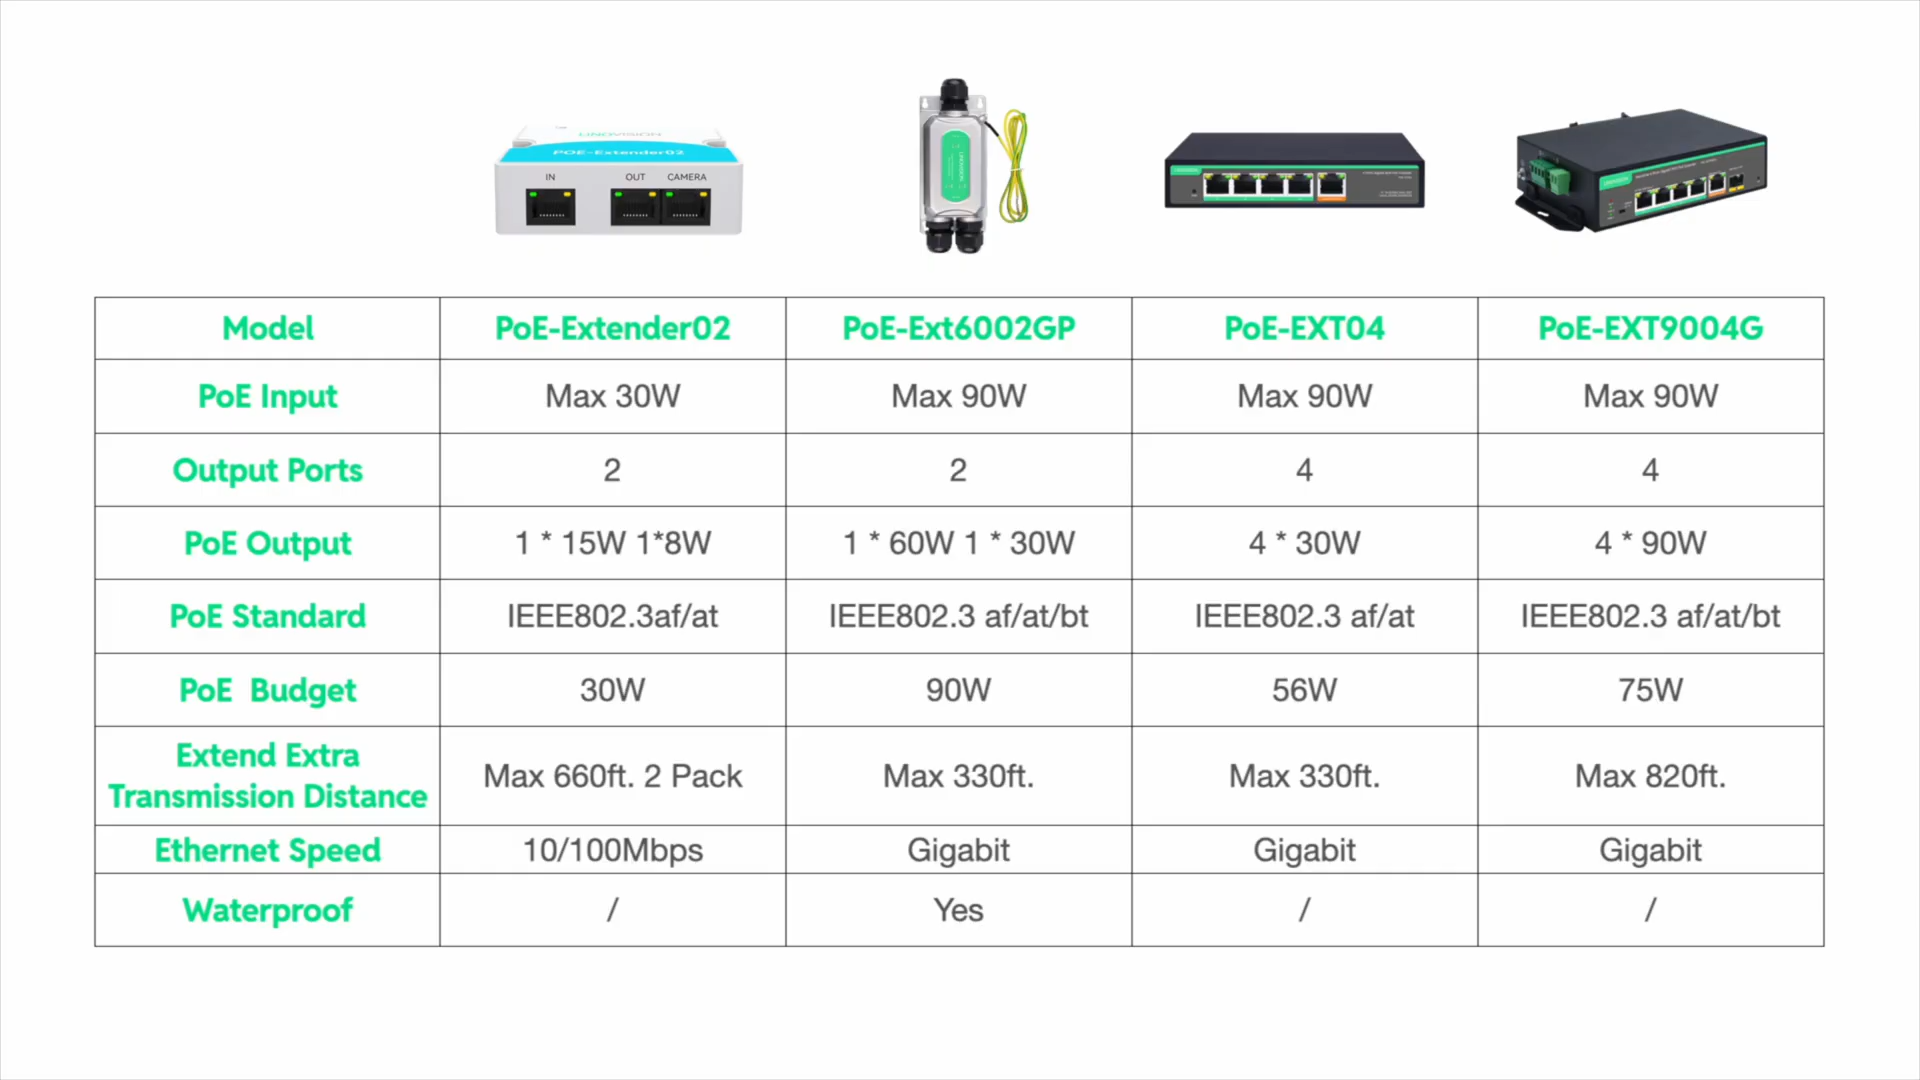 LINOVISION
POE-Extender02
IN OUT CAMERA
LINOVISION
Model PoE-Extender02 PoE-Ext6002GP PoE-EXT04 PoE-EXT9004G
PoE Input Max 30W Max 90W Max 90W Max 90W
Output Ports 2 2 4 4
PoE Output 1 * 15W 1*8W 1 * 60W 1 * 30W 4 * 30W 4 * 90W
PoE Standard IEEE802.3af/at IEEE802.3 af/at/bt IEEE802.3 af/at IEEE802.3 af/at/bt
PoE Budget 30W 90W 56W 75W
Extend Extra
Transmission Distance Max 660ft. 2 Pack Max 330ft. Max 330ft. Max 820ft.
Ethernet Speed 10/100Mbps Gigabit Gigabit Gigabit
Waterproof / Yes / /